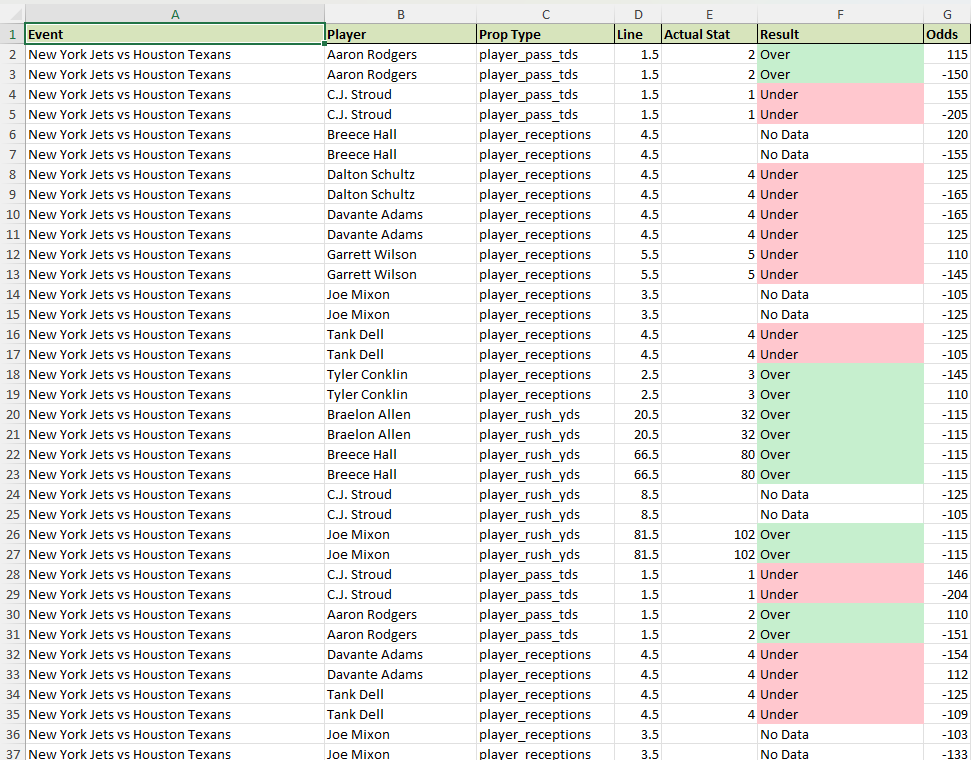 A B C D E F G
1 Event Player Prop Type Line Actual Stat Result Odds
2 New York Jets vs Houston Texans Aaron Rodgers player_pass_tds 1.5 2 Over 115
3 New York Jets vs Houston Texans Aaron Rodgers player_pass_tds 1.5 2 Over -150
4 New York Jets vs Houston Texans C.J. Stroud player_pass_tds 1.5 1 Under 155
5 New York Jets vs Houston Texans C.J. Stroud player_pass_tds 1.5 1 Under -205
6 New York Jets vs Houston Texans Breece Hall player_receptions 4.5 No Data 120
7 New York Jets vs Houston Texans Breece Hall player_receptions 4.5 No Data -155
8 New York Jets vs Houston Texans Dalton Schultz player_receptions 4.5 4 Under 125
9 New York Jets vs Houston Texans Dalton Schultz player_receptions 4.5 4 Under -165
10 New York Jets vs Houston Texans Davante Adams player_receptions 4.5 4 Under -165
11 New York Jets vs Houston Texans Davante Adams player_receptions 4.5 4 Under 125
12 New York Jets vs Houston Texans Garrett Wilson player_receptions 5.5 5 Under 110
13 New York Jets vs Houston Texans Garrett Wilson player_receptions 5.5 5 Under -145
14 New York Jets vs Houston Texans Joe Mixon player_receptions 3.5 No Data -105
15 New York Jets vs Houston Texans Joe Mixon player_receptions 3.5 No Data -125
16 New York Jets vs Houston Texans Tank Dell player_receptions 4.5 4 Under -125
17 New York Jets vs Houston Texans Tank Dell player_receptions 4.5 4 Under -105
18 New York Jets vs Houston Texans Tyler Conklin player_receptions 2.5 3 Over -145
19 New York Jets vs Houston Texans Tyler Conklin player_receptions 2.5 3 Over 110
20 New York Jets vs Houston Texans Braelon Allen player_rush_yds 20.5 32 Over -115
21 New York Jets vs Houston Texans Braelon Allen player_rush_yds 20.5 32 Over -115
22 New York Jets vs Houston Texans Breece Hall player_rush_yds 66.5 80 Over -115
23 New York Jets vs Houston Texans Breece Hall player_rush_yds 66.5 80 Over -115
24 New York Jets vs Houston Texans C.J. Stroud player_rush_yds 8.5 No Data -125
25 New York Jets vs Houston Texans C.J. Stroud player_rush_yds 8.5 No Data -105
26 New York Jets vs Houston Texans Joe Mixon player_rush_yds 81.5 102 Over -115
27 New York Jets vs Houston Texans Joe Mixon player_rush_yds 81.5 102 Over -115
28 New York Jets vs Houston Texans C.J. Stroud player_pass_tds 1.5 1 Under 146
29 New York Jets vs Houston Texans C.J. Stroud player_pass_tds 1.5 1 Under -204
30 New York Jets vs Houston Texans Aaron Rodgers player_pass_tds 1.5 2 Over 110
31 New York Jets vs Houston Texans Aaron Rodgers player_pass_tds 1.5 2 Over -151
32 New York Jets vs Houston Texans Davante Adams player_receptions 4.5 4 Under -154
33 New York Jets vs Houston Texans Davante Adams player_receptions 4.5 4 Under 112
34 New York Jets vs Houston Texans Tank Dell player_receptions 4.5 4 Under -125
35 New York Jets vs Houston Texans Tank Dell player_receptions 4.5 4 Under -109
36 New York Jets vs Houston Texans Joe Mixon player_receptions 3.5 No Data -103
37 New York Jets vs Houston Texans Joe Mixon player_receptions 3.5 No Data -133